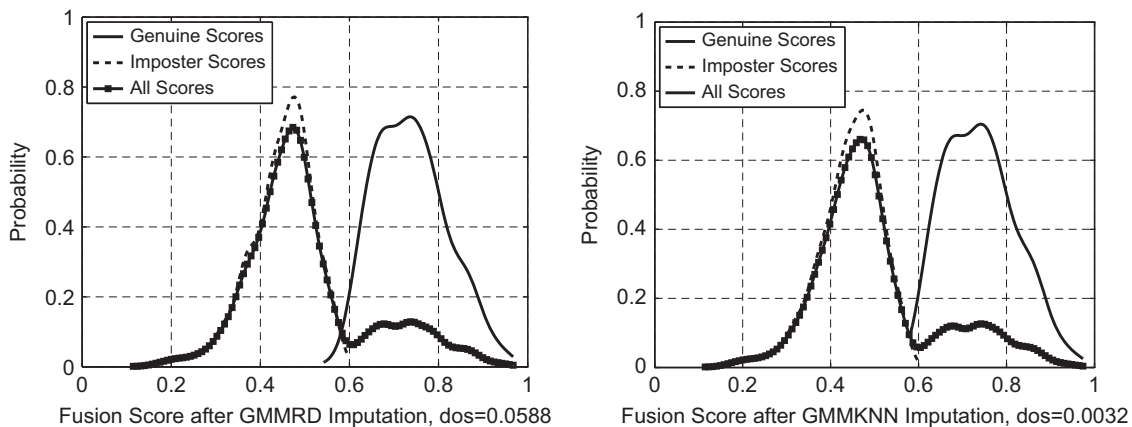 1
0.8
0.6
0.4
0.2
0
Probability
Genuine Scores
Imposter Scores
All Scores
0 0.2 0.4 0.6 0.8 1
Fusion Score after GMMRD Imputation, dos=0.0588
1
0.8
0.6
0.4
0.2
0
Probability
Genuine Scores
Imposter Scores
All Scores
0 0.2 0.4 0.6 0.8 1
Fusion Score after GMMKNN Imputation, dos=0.0032